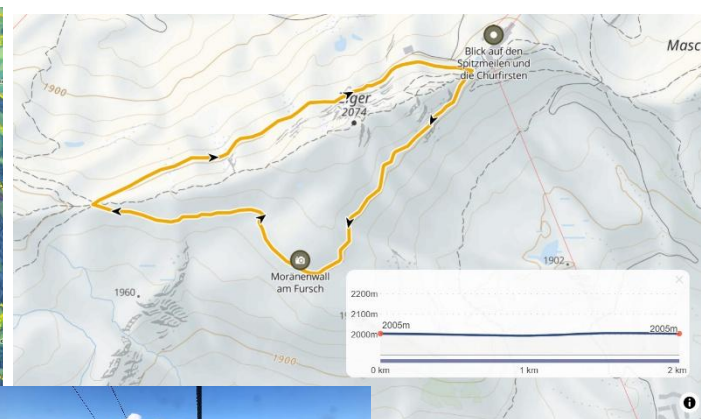 Blick auf den
Spitzmeilen und
die Churfirsten
Masc
1900
2074
Moränenwall
am Fursch
1960
1902
1900
2200m
2100m
2000m
2005m
2005m
0 km
1 km
2 km